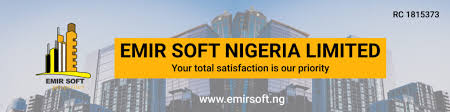 RC 1815373
EMIR SOFT NIGERIA LIMITED
Your total satisfaction is our priority
EMIR SOFT
www.emirsoft.ng